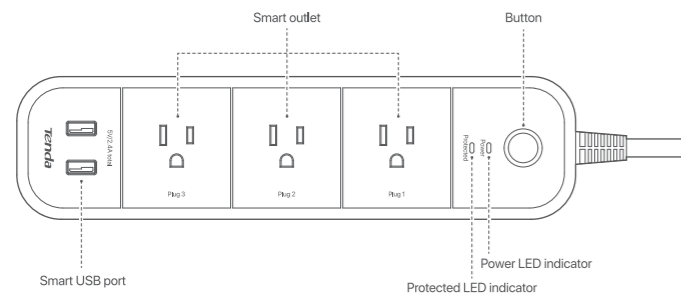 Smart outlet
Button
Tenda
5V/2.4A total
Plug 3
Plug 2
Plug 1
Protected
Power
Smart USB port
Power LED indicator
Protected LED indicator